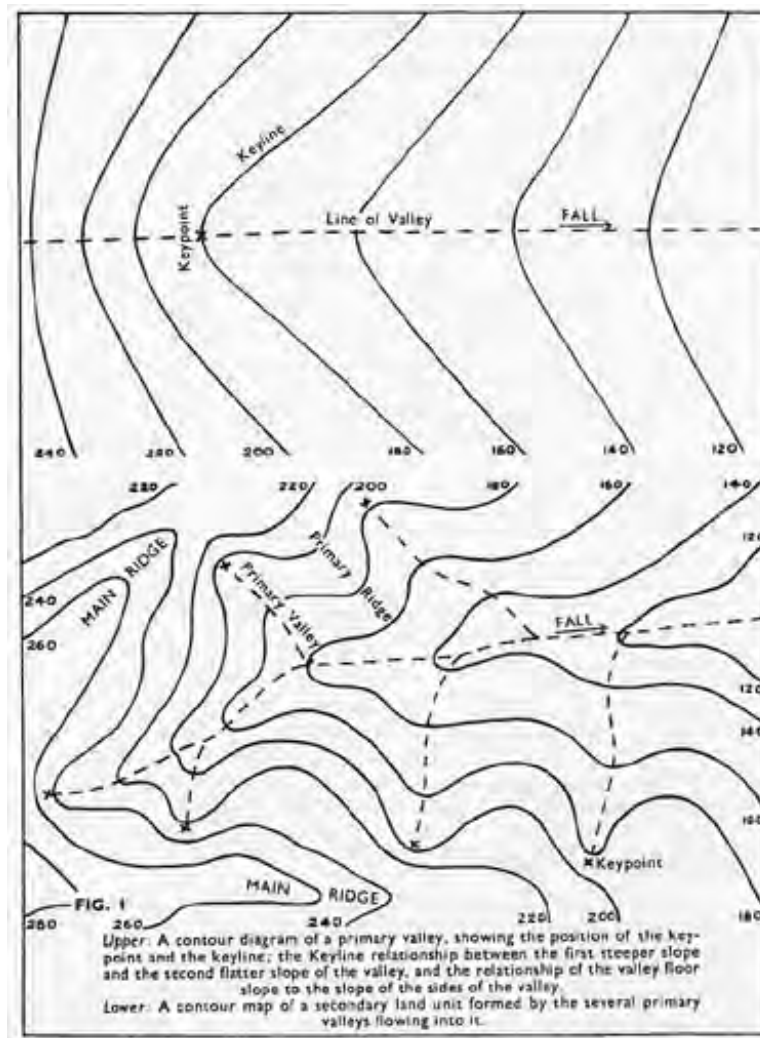 Keyline
Keypoint
Line of Valley
FALL
240 220 200 180 160 140 120
220 220 200 180 160 140
Primary Ridge
Primary Valley
MAIN RIDGE
120
240
260
FALL
120
140
160
Keypoint
MAIN RIDGE
FIG. 1
280 260 240 220 200 180
Upper: A contour diagram of a primary valley, showing the position of the key-
point and the keyline; the Keyline relationship between the first steeper slope
and the second flatter slope of the valley, and the relationship of the valley floor
slope to the slope of the sides of the valley.
Lower: A contour map of a secondary land unit formed by the several primary
valleys flowing into it.